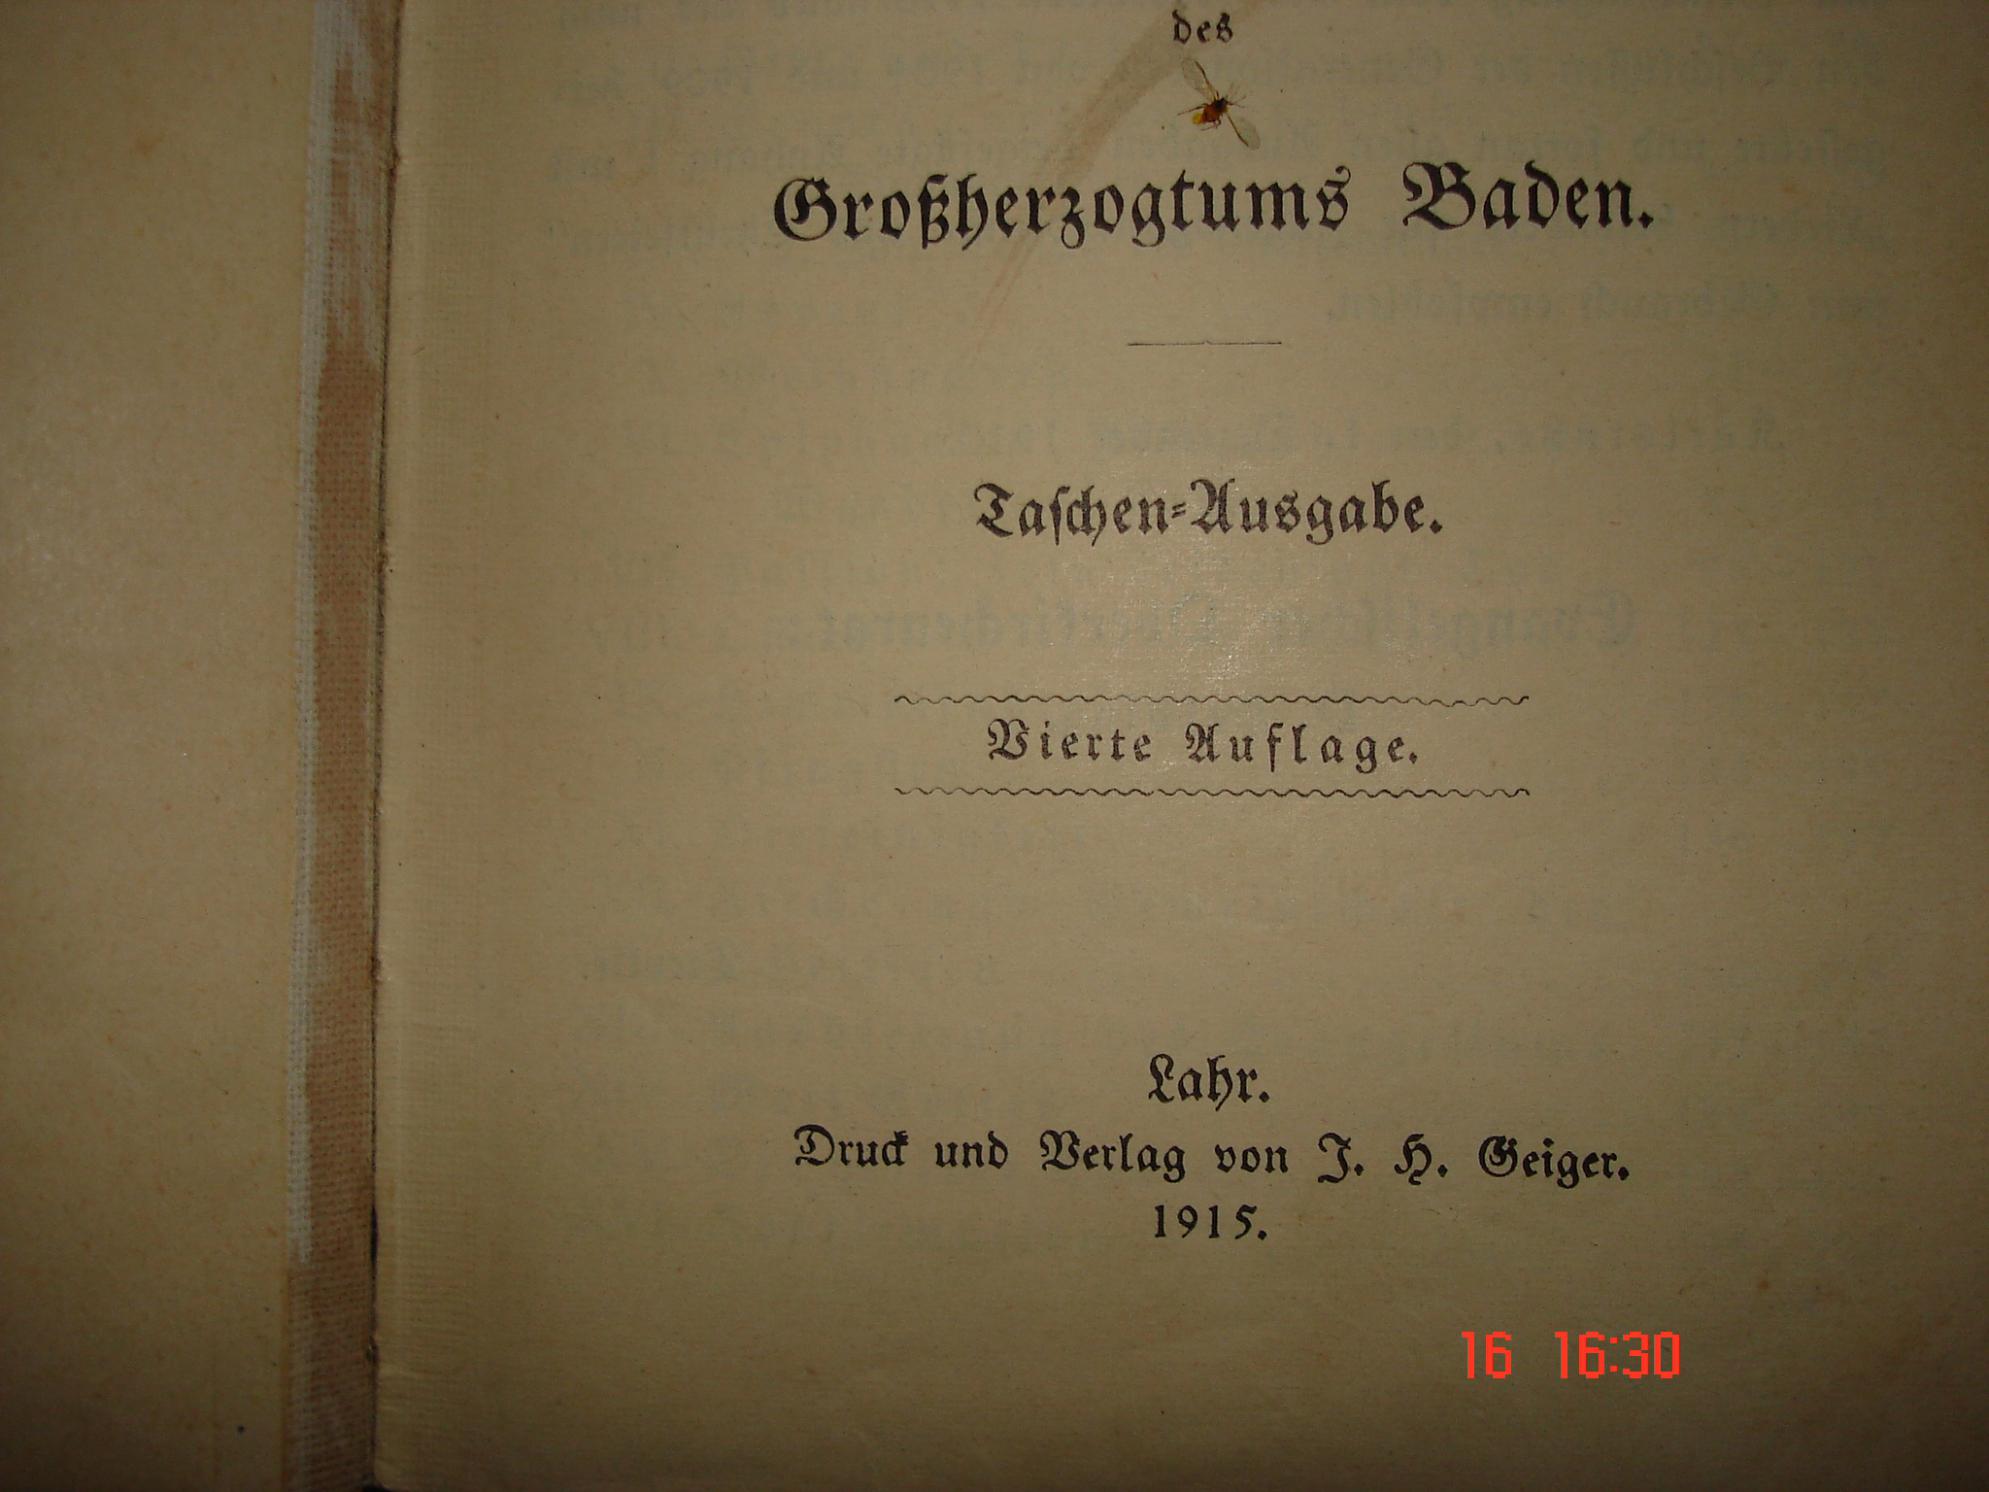 des
Großherzogtums Baden.
Taschen-Ausgabe.
Vierte Auflage.
Lahr.
Druck und Verlag von J. H. Geiger.
1915.
16 16:30